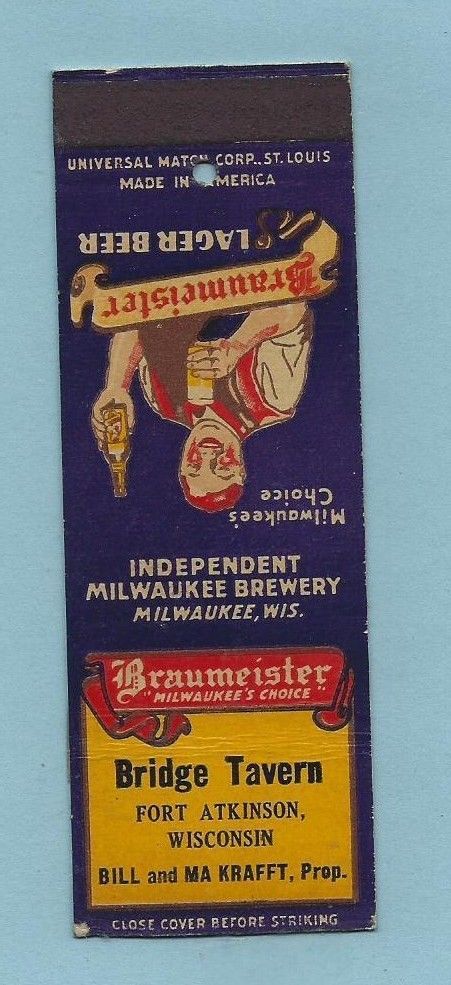 UNIVERSAL MATCH CORP., ST. LOUIS
MADE IN AMERICA
LAGER BEER
Braumeister
Milwaukee's
Choice
INDEPENDENT
MILWAUKEE BREWERY
MILWAUKEE, WIS.
Braumeister
"MILWAUKEE'S CHOICE"
Bridge Tavern
FORT ATKINSON,
WISCONSIN
BILL and MA KRAFFT, Prop.
CLOSE COVER BEFORE STRIKING